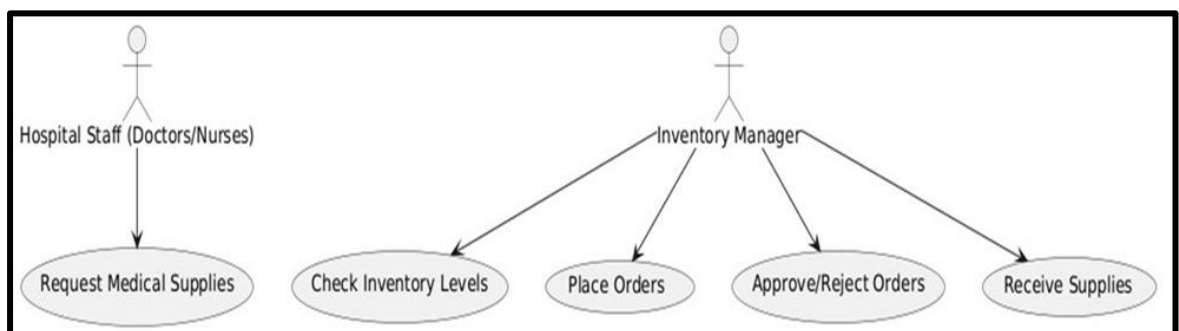 Hospital Staff (Doctors/Nurses)
Inventory Manager
Request Medical Supplies
Check Inventory Levels
Place Orders
Approve/Reject Orders
Receive Supplies